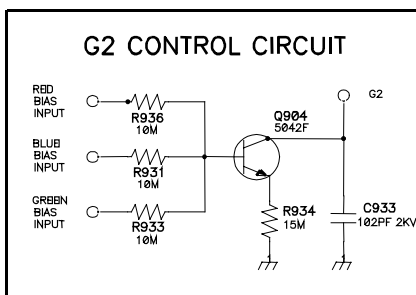 G2 CONTROL CIRCUIT
RED
BIAS
INPUT
R936
10M
BLUE
BIAS
INPUT
R931
10M
GREEN
BIAS
INPUT
R933
10M
Q904
5042F
G2
R934
15M
C933
102PF 2KV